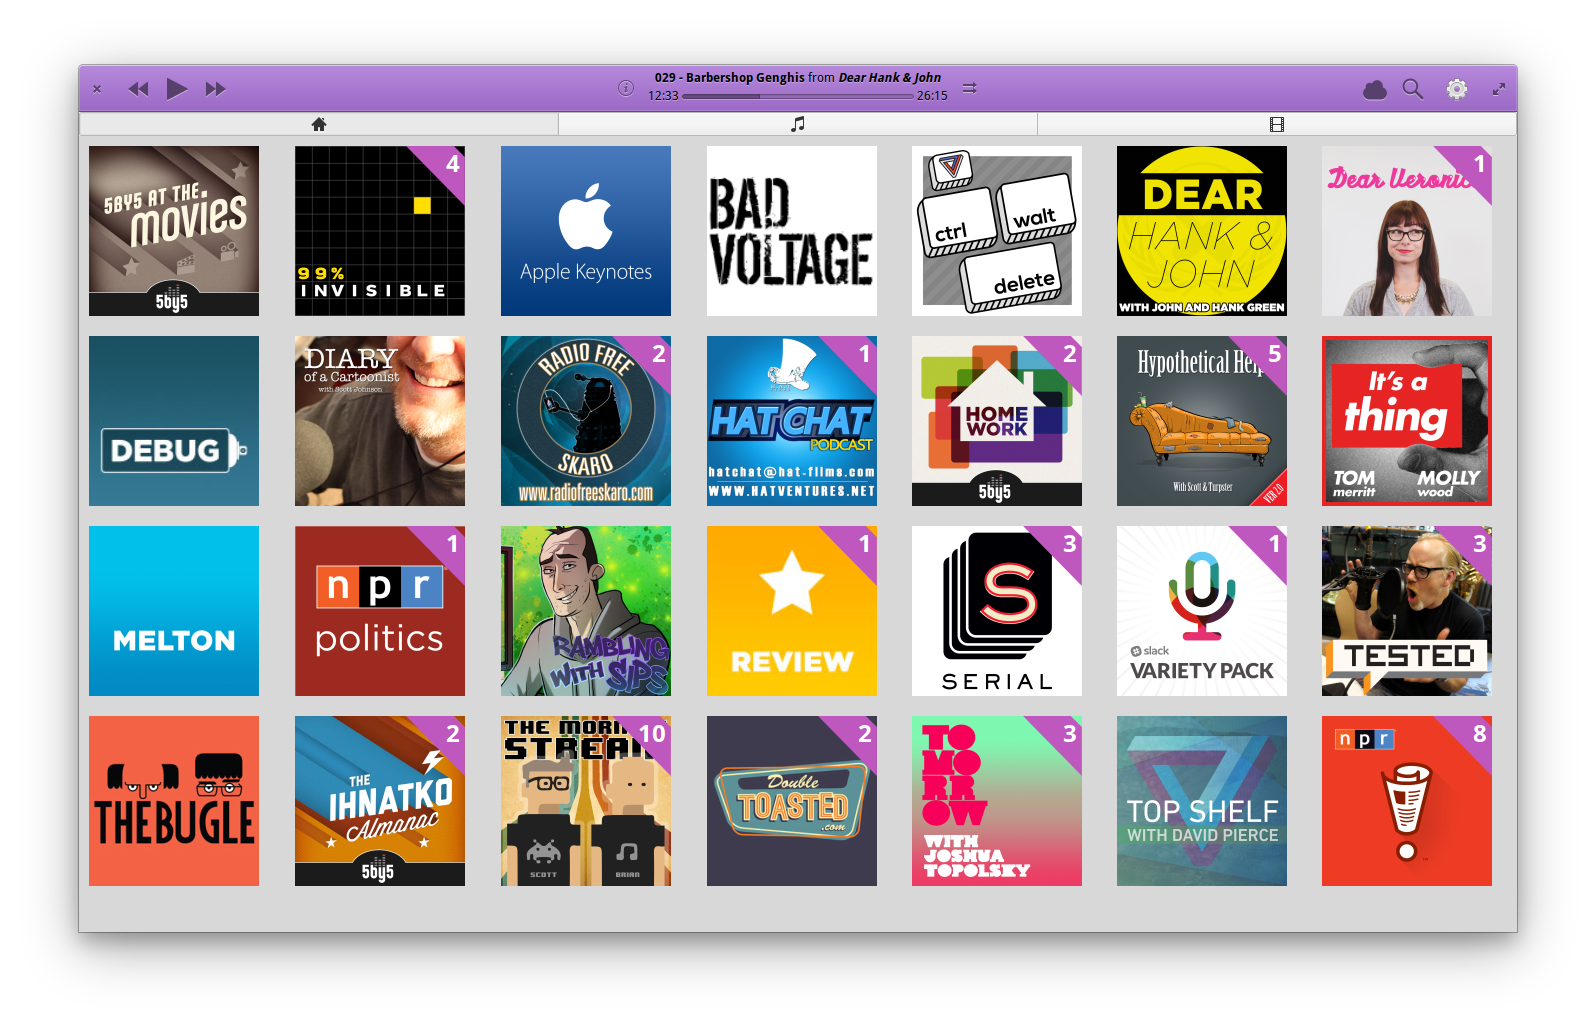 029 - Barbershop Genghis from Dear Hank & John
12:33
26:15
5BY5 AT THE
MOVIES
5by5
4
99%
INVISIBLE
Apple Keynotes
BAD
VOLTAGE
ctrl
walt
delete
DEAR
HANK &
JOHN
WITH JOHN AND HANK GREEN
1
Dear Veronic
DEBUG
DIARY
of a Cartoonist
with Scott Johnson
2
RADIO FREE
SKARO
www.radiofreeskaro.com
1
HAT CHAT
PODCAST
hatchat@hat-films.com
WWW.HATVENTURES.NET
2
HOME
WORK
5by5
5
Hypothetical Help
With Scott & Turpster
VER 2.0
It's a
thing
TOM
merritt
MOLLY
wood
MELTON
1
npr
politics
RAMBLING
WITH SIPS
1
REVIEW
3
S
SERIAL
1
slack
VARIETY PACK
3
TESTED
THE BUGLE
2
THE
IHNATKO
Almanac
5by5
10
THE MORN
STREAM
SCOTT
BRIAN
2
Double
TOASTED
.com
3
TO
MO
RR
OW
WITH
JOSHUA
TOPOLSKY
TOP SHELF
WITH DAVID PIERCE
8
npr